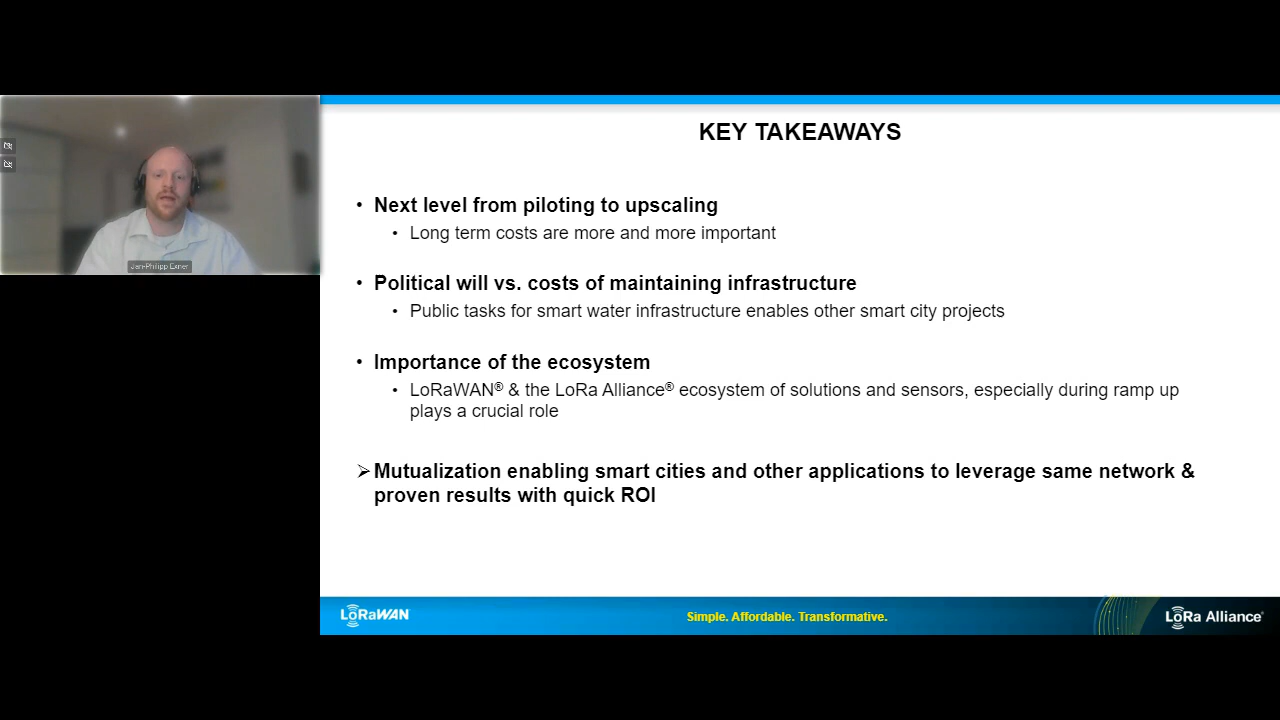 Jan-Philipp Exner
KEY TAKEAWAYS
• Next level from piloting to upscaling
• Long term costs are more and more important
• Political will vs. costs of maintaining infrastructure
• Public tasks for smart water infrastructure enables other smart city projects
• Importance of the ecosystem
• LoRaWAN® & the LoRa Alliance® ecosystem of solutions and sensors, especially during ramp up
plays a crucial role
➢ Mutualization enabling smart cities and other applications to leverage same network &
proven results with quick ROI
LoRaWAN
Simple. Affordable. Transformative.
LoRa Alliance®